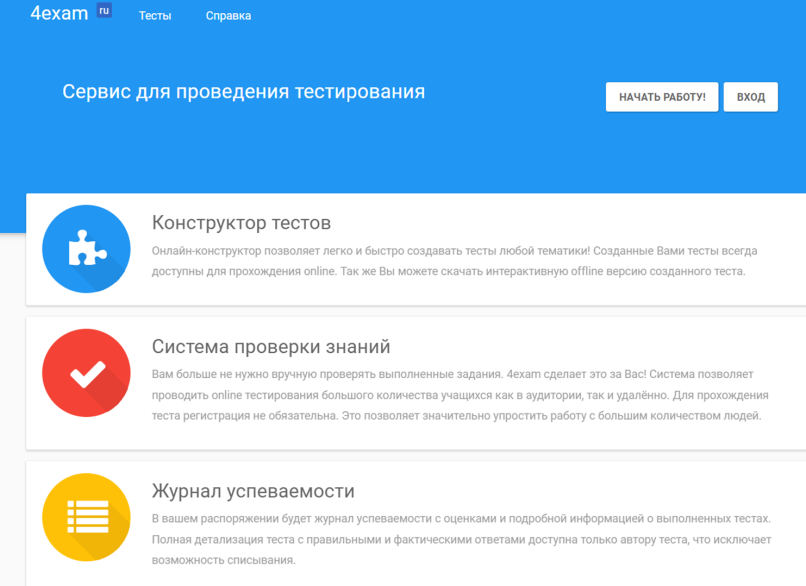 4exam ru Тесты Справка
Сервис для проведения тестирования
НАЧАТЬ РАБОТУ! ВХОД
Конструктор тестов
Онлайн-конструктор позволяет легко и быстро создавать тесты любой тематики! Созданные Вами тесты всегда
доступны для прохождения online. Так же Вы можете скачать интерактивную offline версию созданного теста.
Система проверки знаний
Вам больше не нужно вручную проверять выполненные задания. 4exam сделает это за Вас! Система позволяет
проводить online тестирования большого количества учащихся как в аудитории, так и удалённо. Для прохождения
теста регистрация не обязательна. Это позволяет значительно упростить работу с большим количеством людей.
Журнал успеваемости
В вашем распоряжении будет журнал успеваемости с оценками и подробной информацией о выполненных тестах.
Полная детализация теста с правильными и фактическими ответами доступна только автору теста, что исключает
возможность списывания.